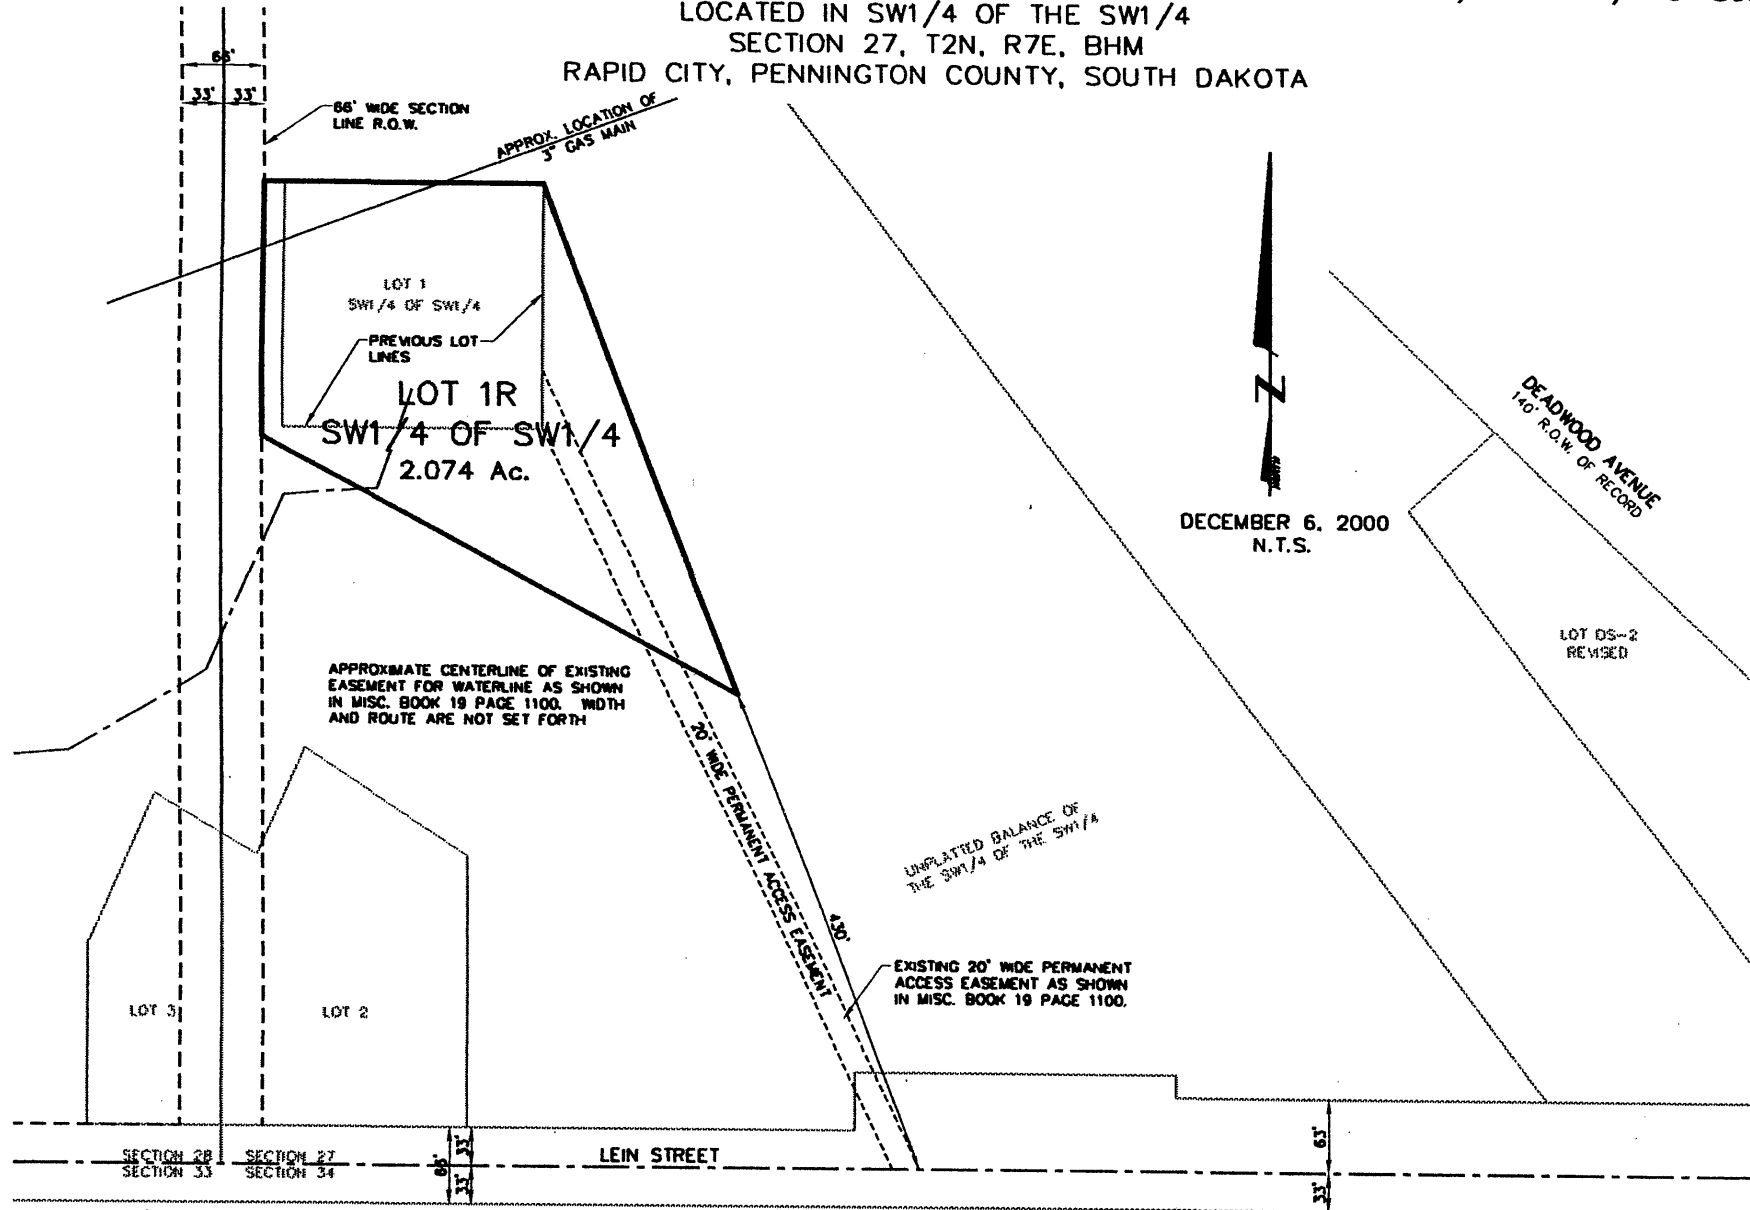 LOCATED IN SW1/4 OF THE SW1/4
SECTION 27, T2N, R7E, BHM
RAPID CITY, PENNINGTON COUNTY, SOUTH DAKOTA
66'
33' 33'
66' WIDE SECTION
LINE R.O.W.
APPROX. LOCATION OF
3" GAS MAIN
LOT 1
SW1/4 OF SW1/4
PREVIOUS LOT
LINES
LOT 1R
SW1/4 OF SW1/4
2.074 Ac.
N
DECEMBER 6, 2000
N.T.S.
DEADWOOD AVENUE
140' R.O.W. OF RECORD
LOT DS-2
REVISED
APPROXIMATE CENTERLINE OF EXISTING
EASEMENT FOR WATERLINE AS SHOWN
IN MISC. BOOK 19 PAGE 1100. WIDTH
AND ROUTE ARE NOT SET FORTH
20' WIDE PERMANENT ACCESS EASEMENT
UNPLATTED BALANCE OF
THE SW1/4 OF THE SW1/4
430'
EXISTING 20' WIDE PERMANENT
ACCESS EASEMENT AS SHOWN
IN MISC. BOOK 19 PAGE 1100.
LOT 3
LOT 2
SECTION 28 SECTION 27
SECTION 33 SECTION 34
66'
33'
33'
LEIN STREET
63'
33'